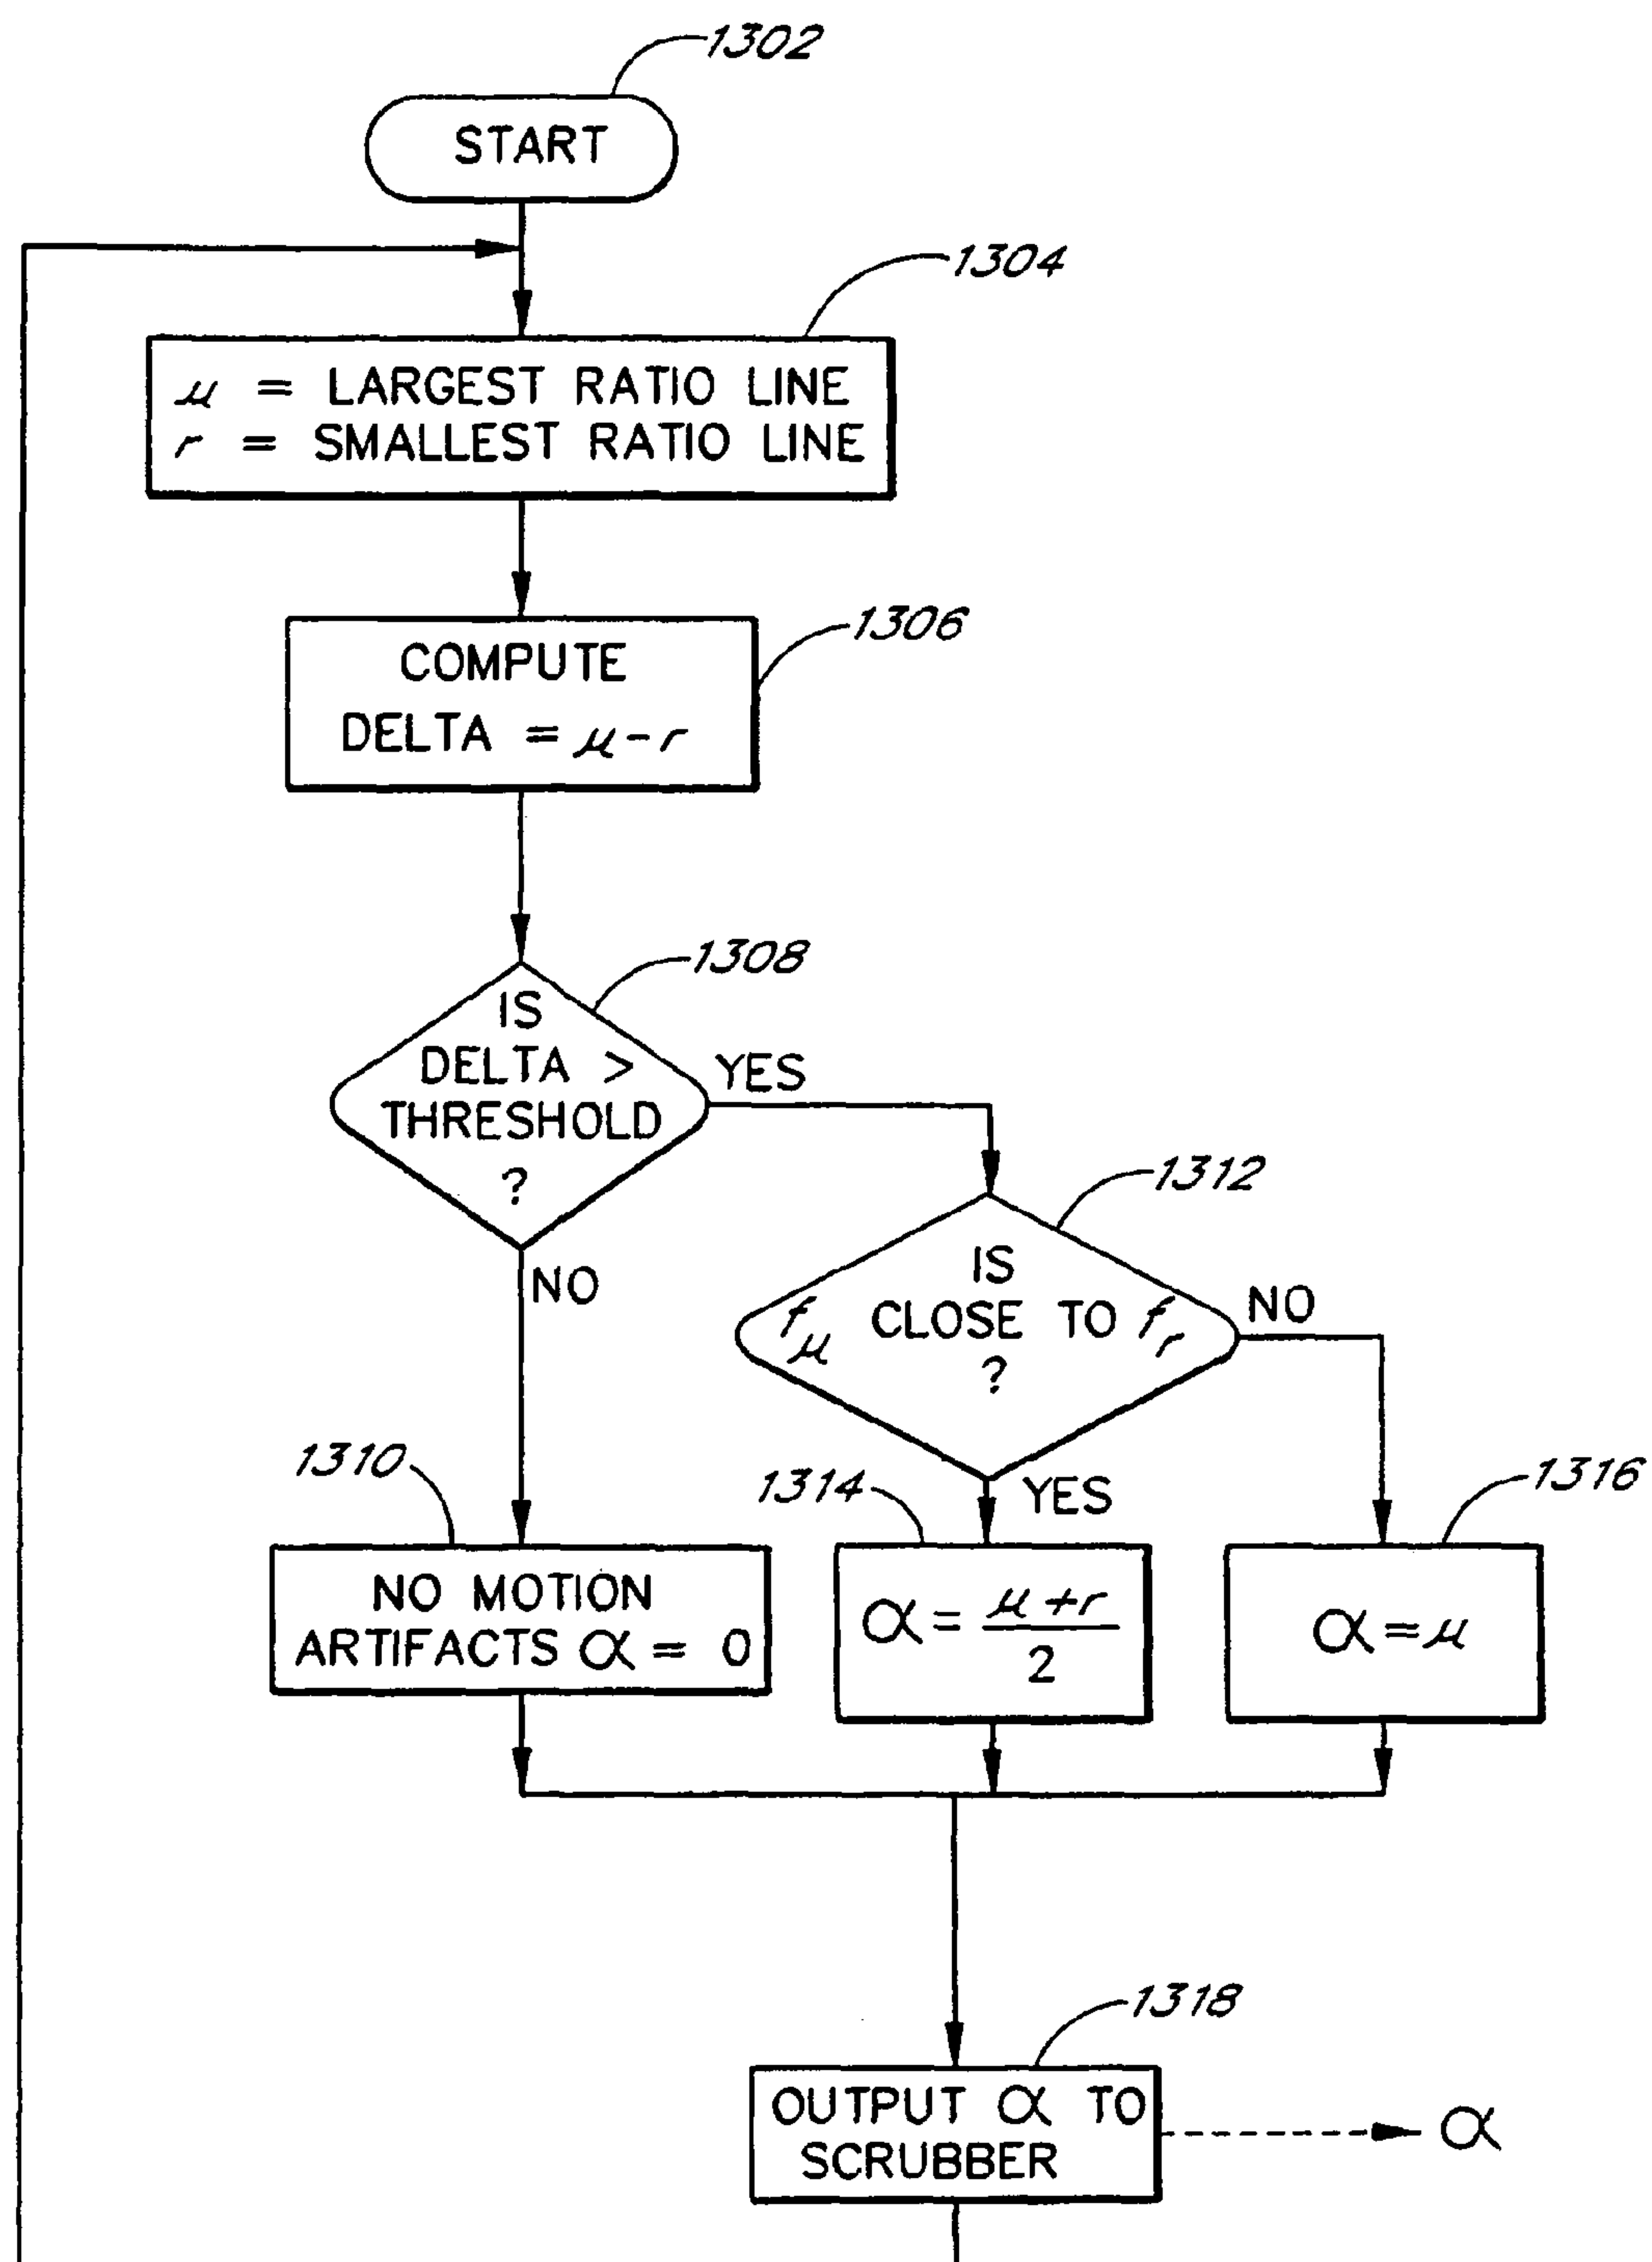 1302
START
1304
μ = LARGEST RATIO LINE
r = SMALLEST RATIO LINE
1306
COMPUTE
DELTA = μ-r
1308
IS
DELTA >
THRESHOLD
?
YES
NO
1312
IS
fμ CLOSE TO fr
?
NO
YES
1310
NO MOTION
ARTIFACTS α = 0
1314
α = μ+r
2
1316
α=μ
1318
OUTPUT α TO
SCRUBBER
α